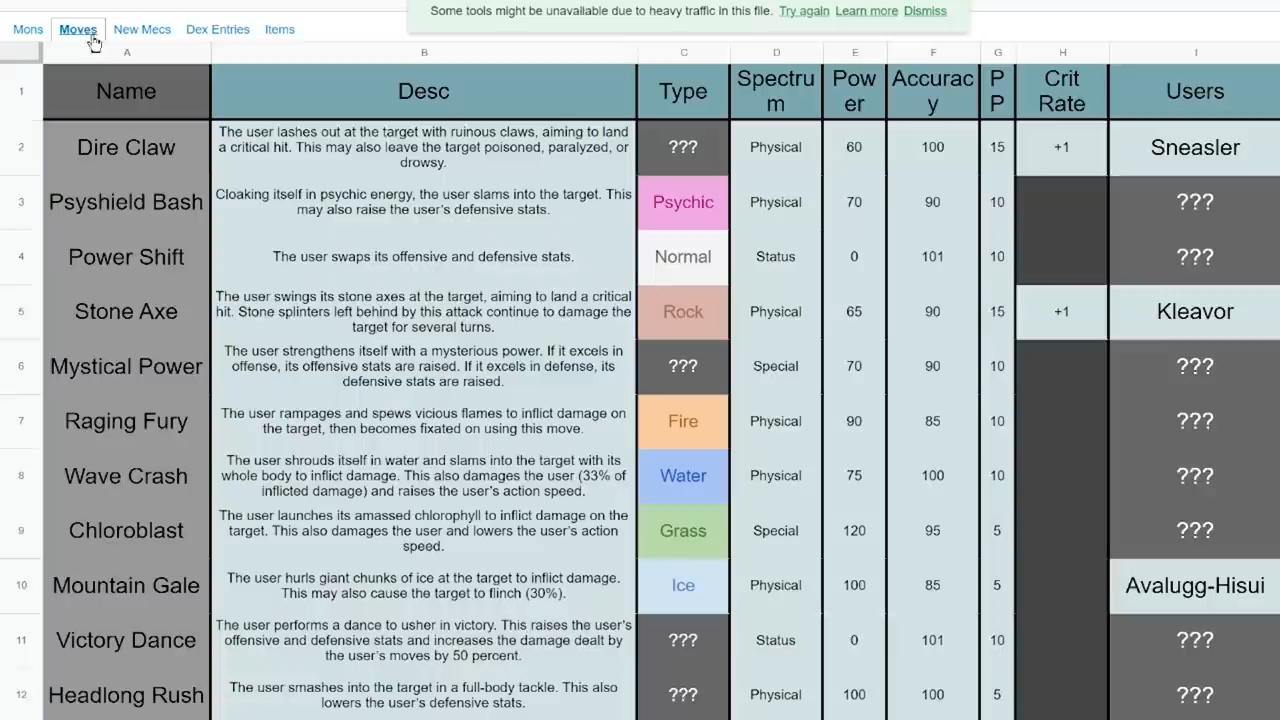 Some tools might be unavailable due to heavy traffic in this file. Try again Learn more Dismiss
Mons Moves New Mecs Dex Entries Items
A B C D E F G H I
1 Name Desc Type Spectru
m Pow
er Accurac
y P
P Crit
Rate Users
2 Dire Claw The user lashes out at the target with ruinous claws, aiming to land
a critical hit. This may also leave the target poisoned, paralyzed, or
drowsy. ??? Physical 60 100 15 +1 Sneasler
3 Psyshield Bash Cloaking itself in psychic energy, the user slams into the target. This
may also raise the user's defensive stats. Psychic Physical 70 90 10 ???
4 Power Shift The user swaps its offensive and defensive stats. Normal Status 0 101 10 ???
5 Stone Axe The user swings its stone axes at the target, aiming to land a critical
hit. Stone splinters left behind by this attack continue to damage the
target for several turns. Rock Physical 65 90 15 +1 Kleavor
6 Mystical Power The user strengthens itself with a mysterious power. If it excels in
offense, its offensive stats are raised. If it excels in defense, its
defensive stats are raised. ??? Special 70 90 10 ???
7 Raging Fury The user rampages and spews vicious flames to inflict damage on
the target, then becomes fixated on using this move. Fire Physical 90 85 10 ???
8 Wave Crash The user shrouds itself in water and slams into the target with its
whole body to inflict damage. This also damages the user (33% of
inflicted damage) and raises the user's action speed. Water Physical 75 100 10 ???
9 Chloroblast The user launches its amassed chlorophyll to inflict damage on the
target. This also damages the user and lowers the user's action
speed. Grass Special 120 95 5 ???
10 Mountain Gale The user hurls giant chunks of ice at the target to inflict damage.
This may also cause the target to flinch (30%). Ice Physical 100 85 5 Avalugg-Hisui
11 Victory Dance The user performs a dance to usher in victory. This raises the user's
offensive and defensive stats and increases the damage dealt by
the user's moves by 50 percent. ??? Status 0 101 10 ???
12 Headlong Rush The user smashes into the target in a full-body tackle. This also
lowers the user's defensive stats. ??? Physical 100 100 5 ???